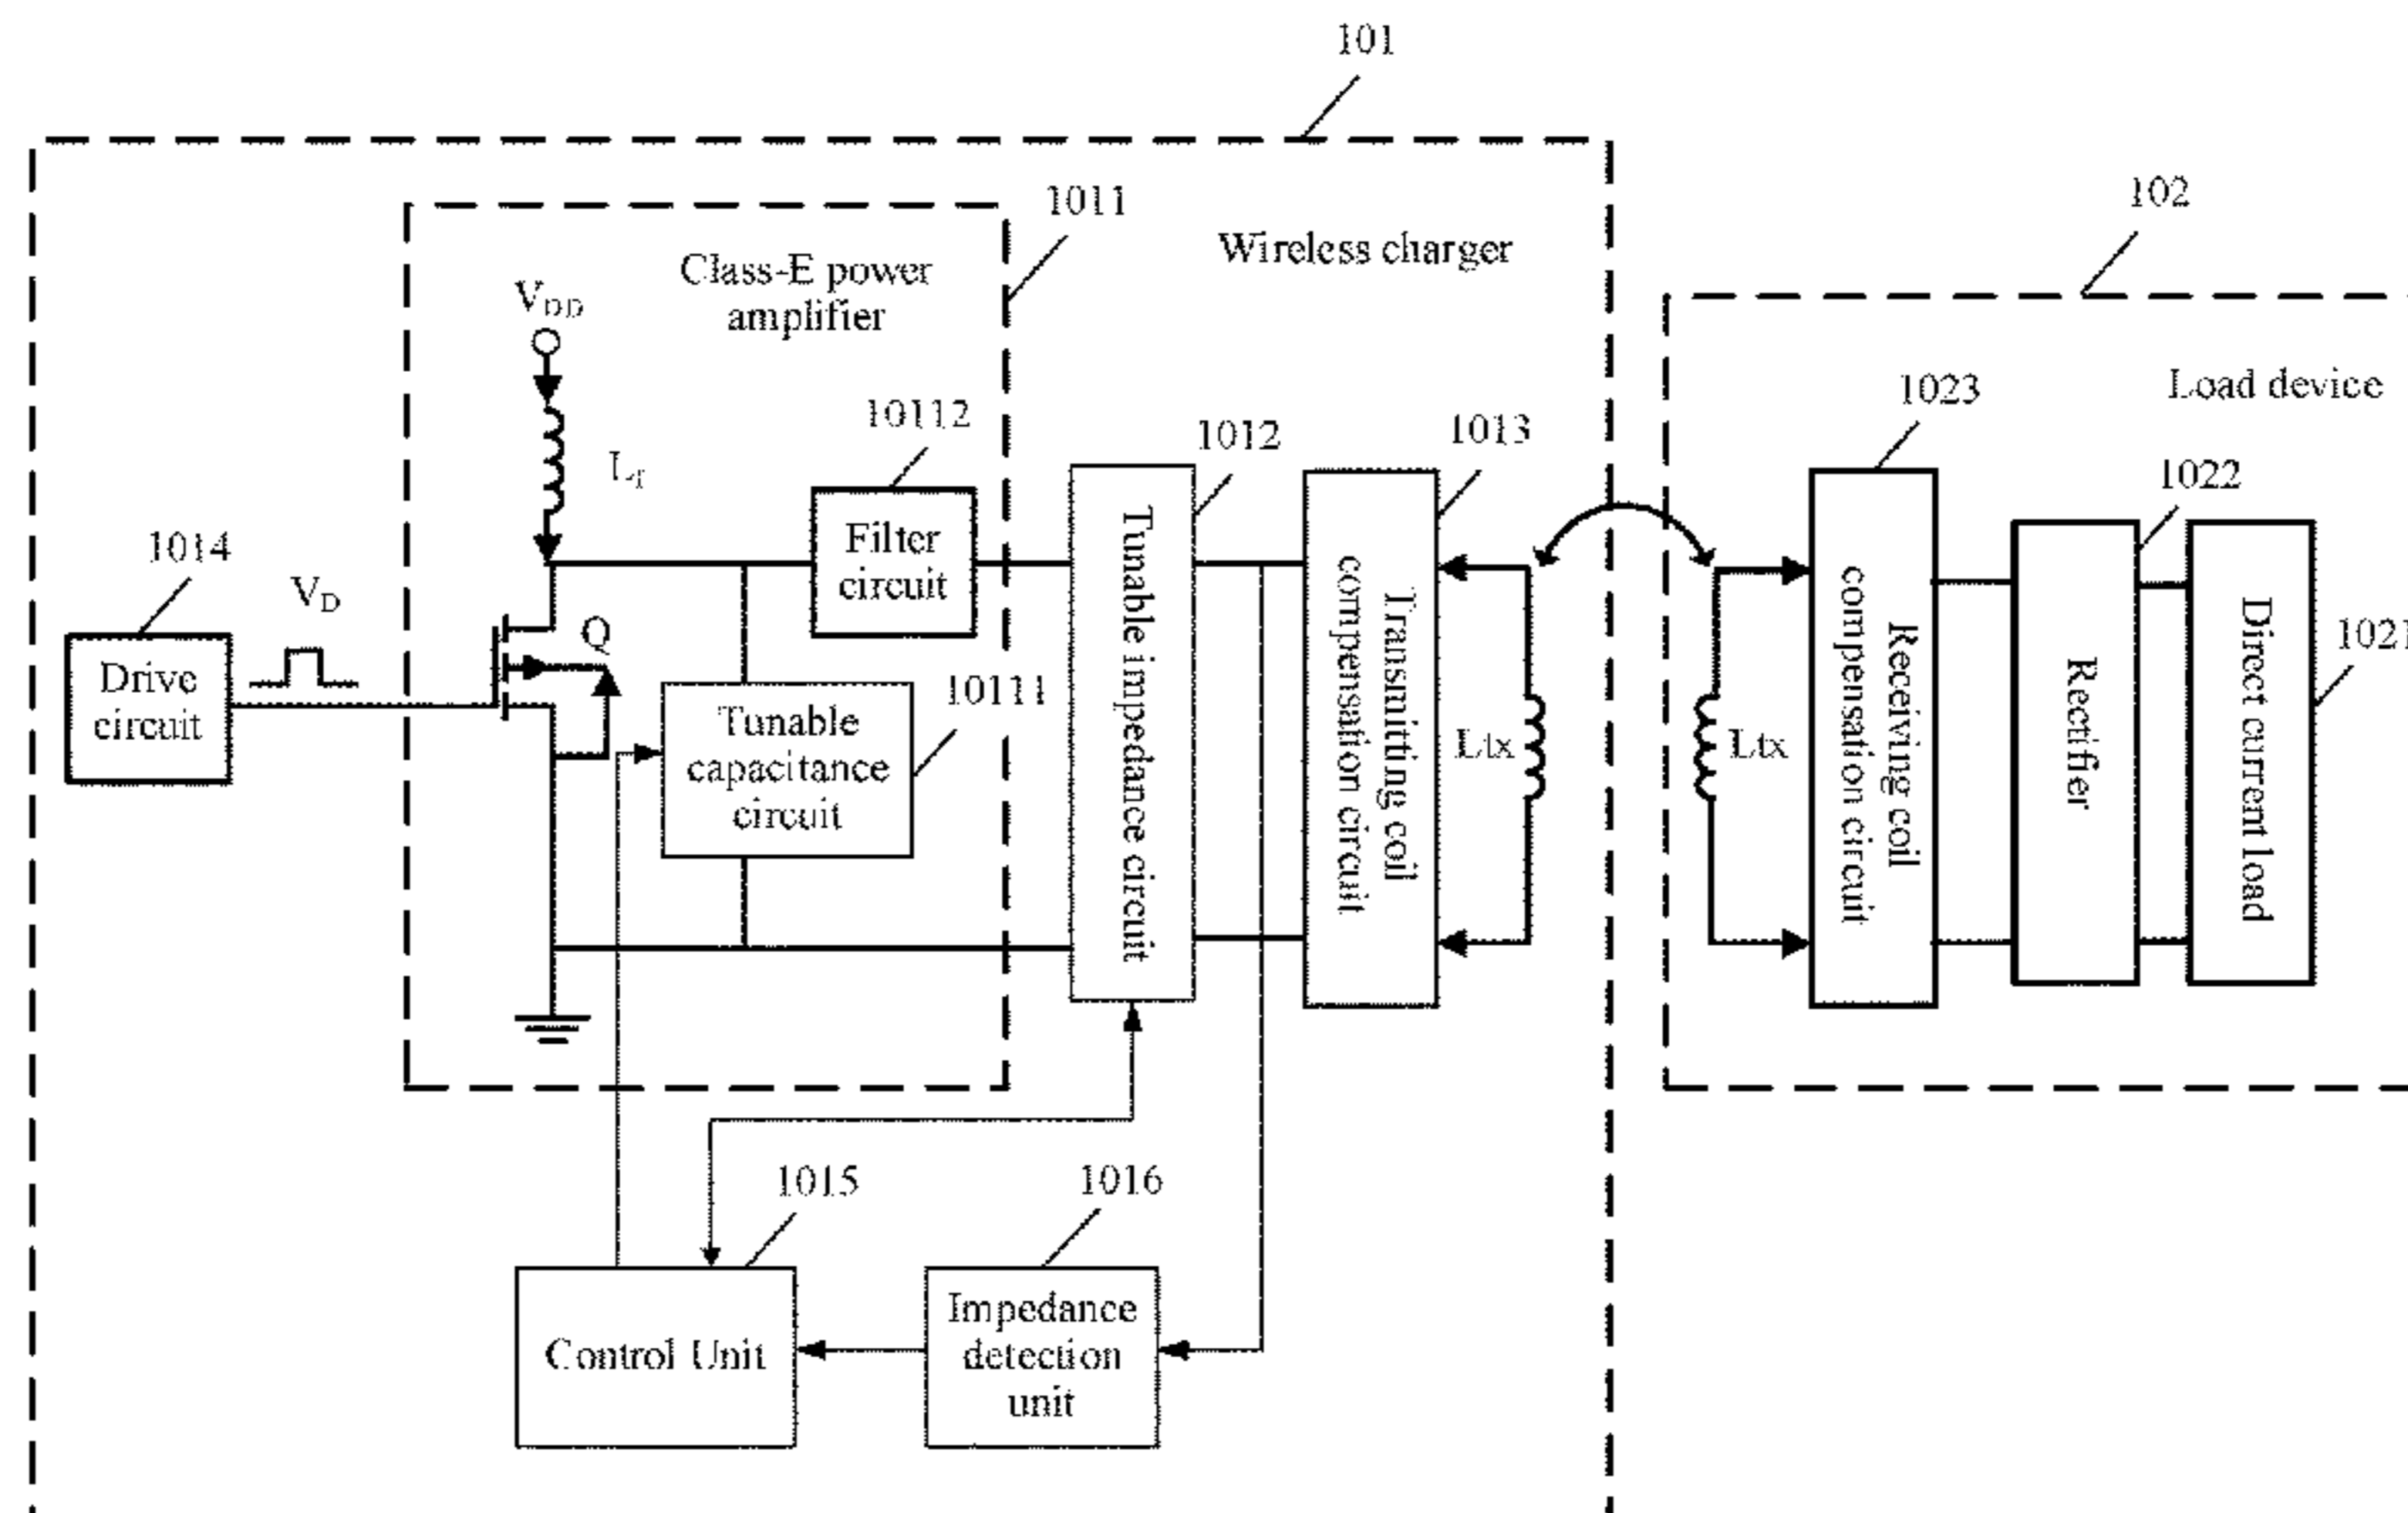 101
102
1011
Wireless charger
Class-E power
amplifier
VDD
Load device
1023
10112
1012
1013
Lf
1022
Filter
circuit
1014
VD
Q
1021
Drive
circuit
10111
Tunable
capacitance
circuit
Tunable impedance circuit
Transmitting coil
compensation circuit
Ltx
Ltx
Receiving coil
compensation circuit
Rectifier
Direct current load
1015
1016
Control Unit
Impedance
detection
unit